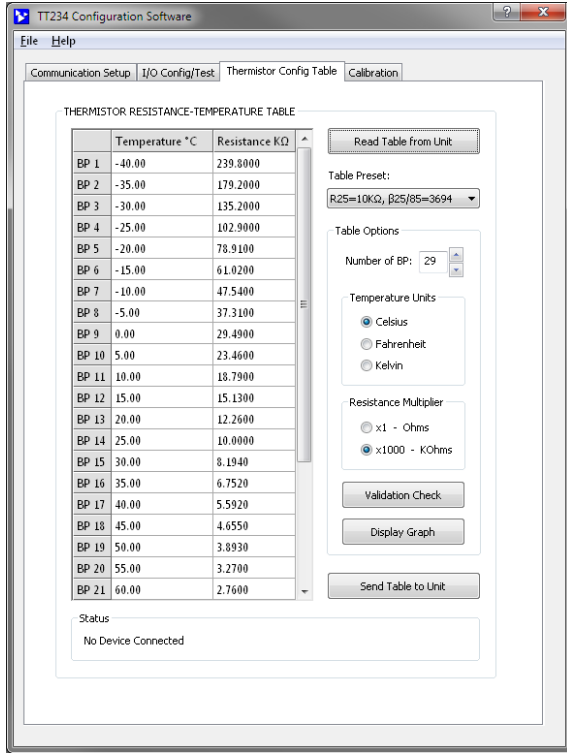 TT234 Configuration Software
File Help
Communication Setup I/O Config/Test Thermistor Config Table Calibration
THERMISTOR RESISTANCE-TEMPERATURE TABLE
Temperature °C Resistance KΩ
BP 1 -40.00 239.8000
BP 2 -35.00 179.2000
BP 3 -30.00 135.2000
BP 4 -25.00 102.9000
BP 5 -20.00 78.9100
BP 6 -15.00 61.0200
BP 7 -10.00 47.5400
BP 8 -5.00 37.3100
BP 9 0.00 29.4900
BP 10 5.00 23.4600
BP 11 10.00 18.7900
BP 12 15.00 15.1300
BP 13 20.00 12.2600
BP 14 25.00 10.0000
BP 15 30.00 8.1940
BP 16 35.00 6.7520
BP 17 40.00 5.5920
BP 18 45.00 4.6550
BP 19 50.00 3.8930
BP 20 55.00 3.2700
BP 21 60.00 2.7600
Read Table from Unit
Table Preset:
R25=10KΩ, β25/85=3694
Table Options
Number of BP: 29
Temperature Units
Celsius
Fahrenheit
Kelvin
Resistance Multiplier
x1 - Ohms
x1000 - KOhms
Validation Check
Display Graph
Send Table to Unit
Status
No Device Connected